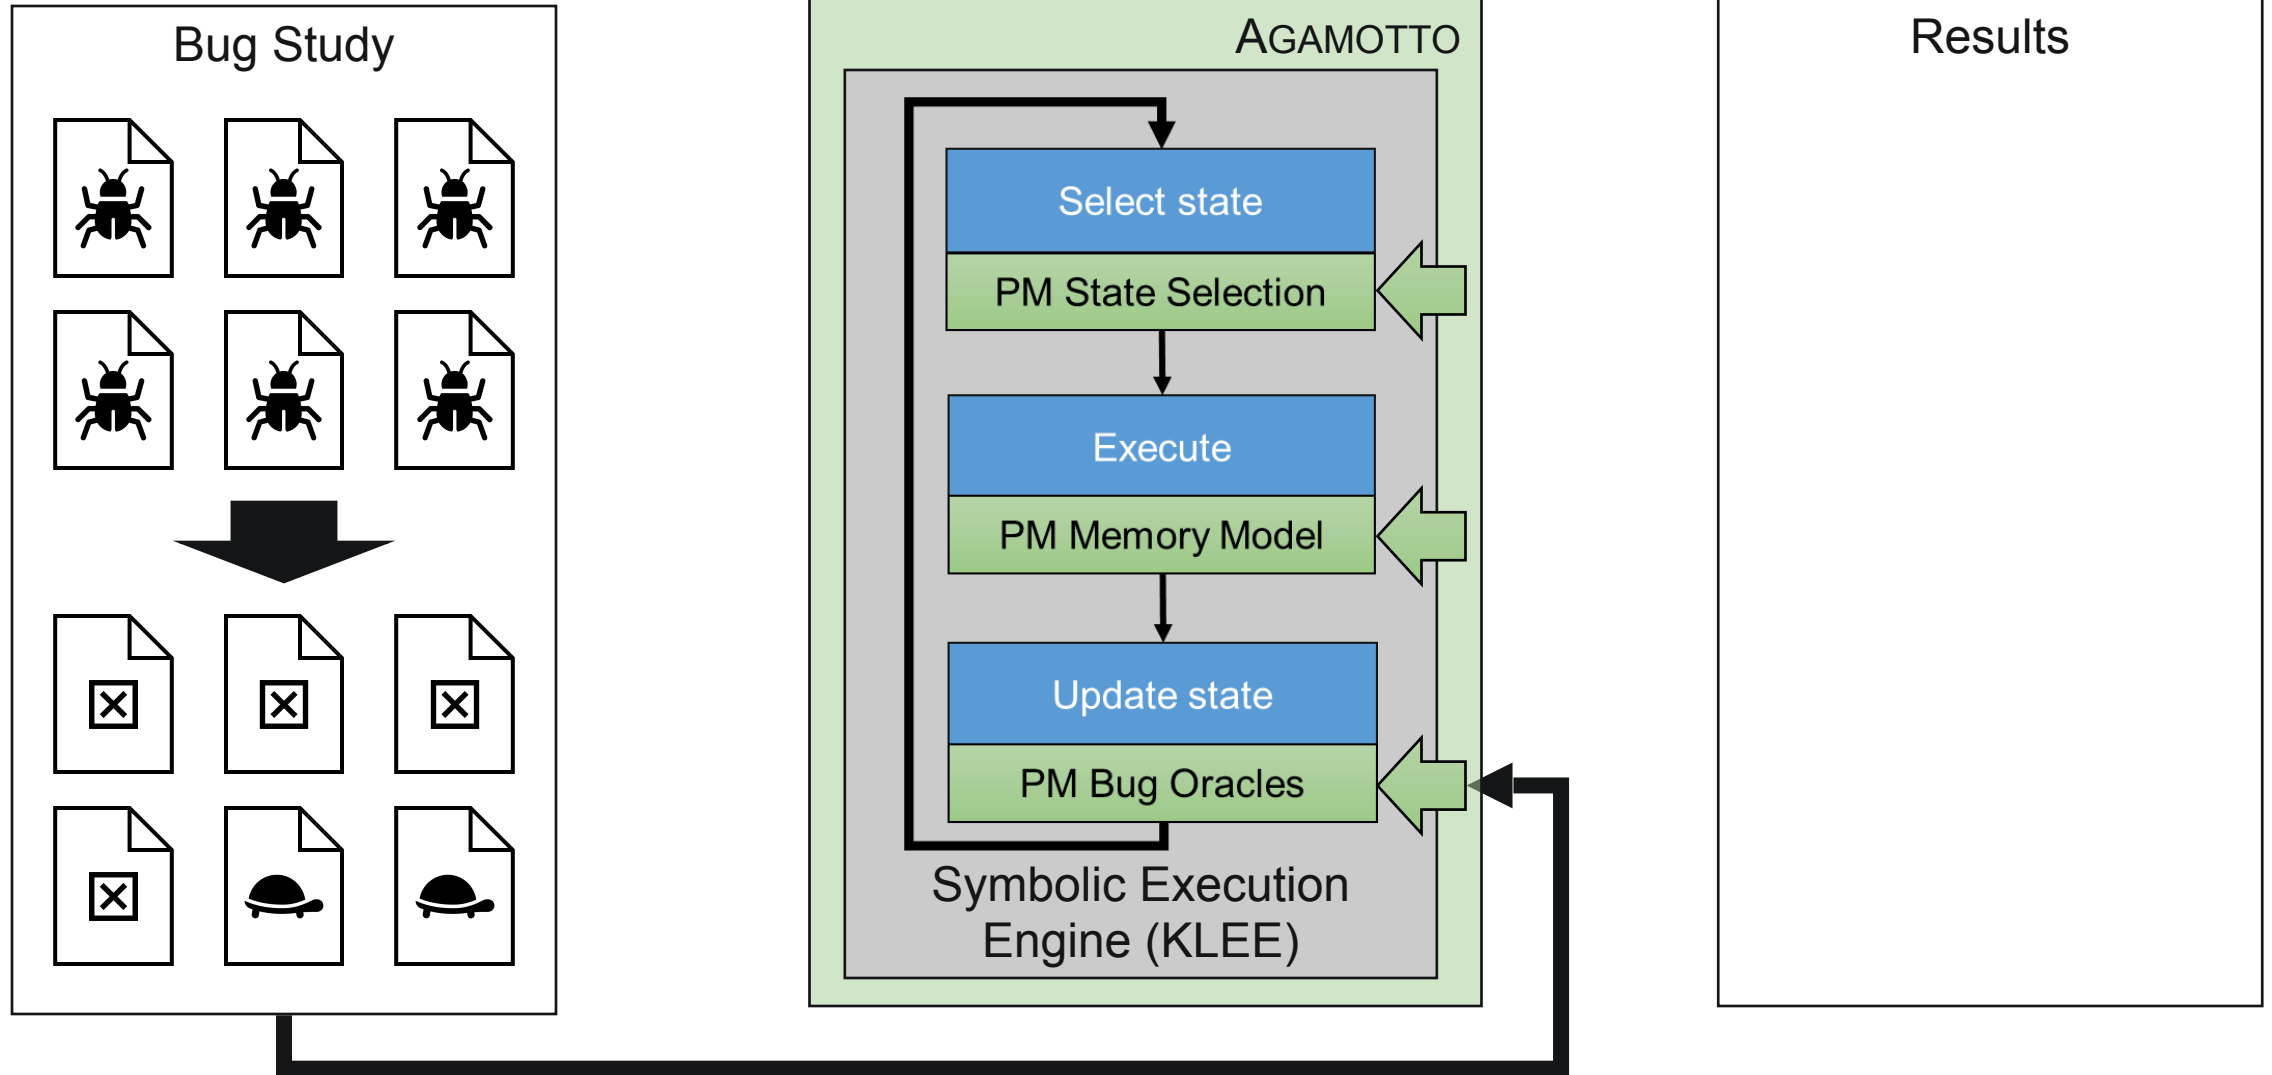 Bug Study
AGAMOTTO
Select state
PM State Selection
Execute
PM Memory Model
Update state
PM Bug Oracles
Symbolic Execution
Engine (KLEE)
Results